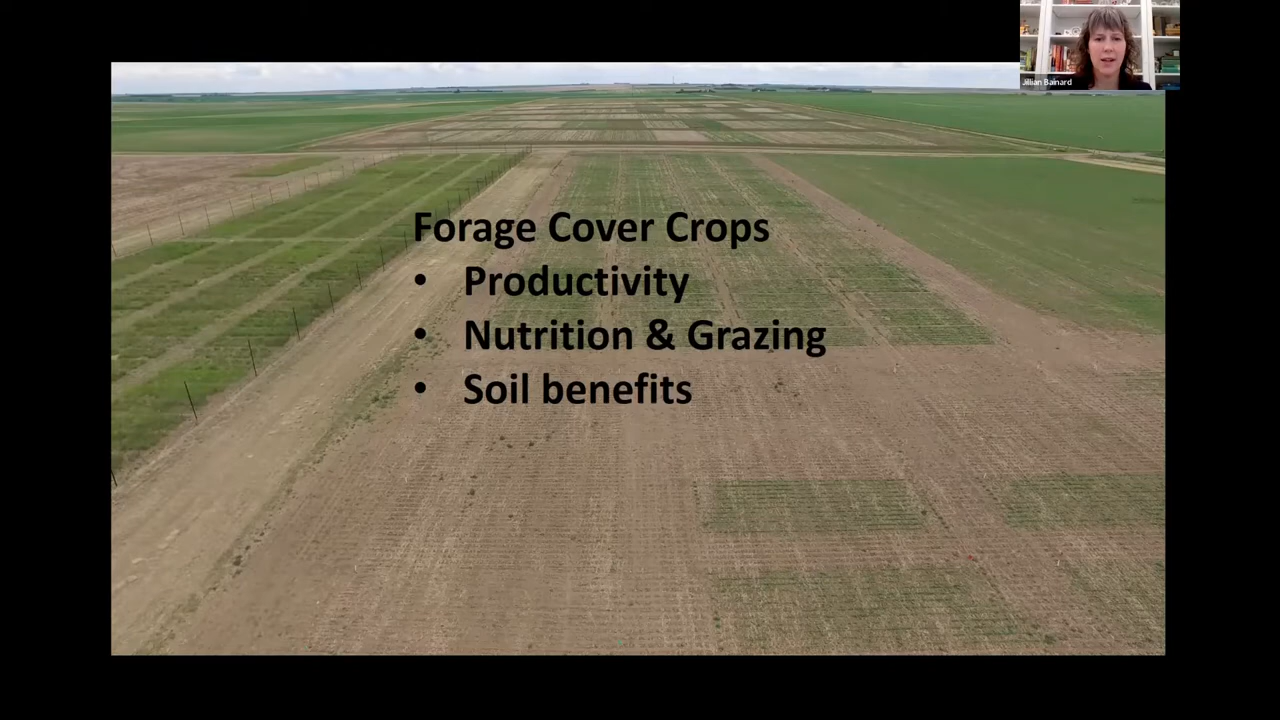 Jillian Bainard
Forage Cover Crops
• Productivity
• Nutrition & Grazing
• Soil benefits